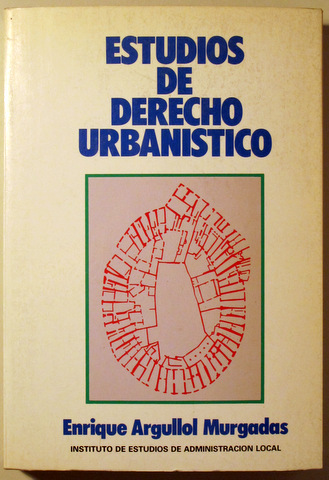 ESTUDIOS
DE
DERECHO
URBANISTICO
Enrique Argullol Murgadas
INSTITUTO DE ESTUDIOS DE ADMINISTRACION LOCAL